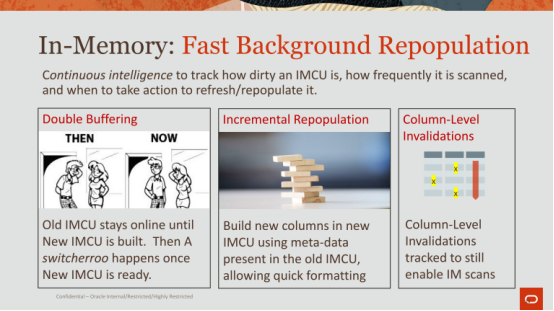 In-Memory: Fast Background Repopulation
Continuous intelligence to track how dirty an IMCU is, how frequently it is scanned,
and when to take action to refresh/repopulate it.
Double Buffering
THEN NOW
Old IMCU stays online until
New IMCU is built. Then A
switcherroo happens once
New IMCU is ready.
Incremental Repopulation
Build new columns in new
IMCU using meta-data
present in the old IMCU,
allowing quick formatting
Column-Level
Invalidations
X
X
X
Column-Level
Invalidations
tracked to still
enable IM scans
Confidential – Oracle Internal/Restricted/Highly Restricted